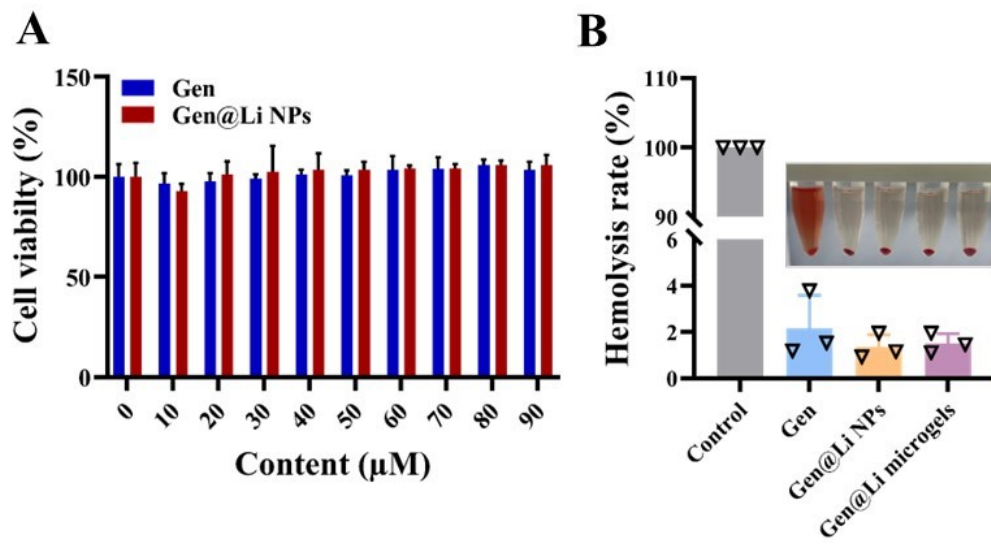 A
150
100
50
0
Cell viabilty (%)
Gen
Gen@Li NPs
0
10
20
30
40
50
60
70
80
90
Content (μM)
B
110
100
90
6
4
2
0
Hemolysis rate (%)
Control
Gen
Gen@Li NPs
Gen@Li microgels